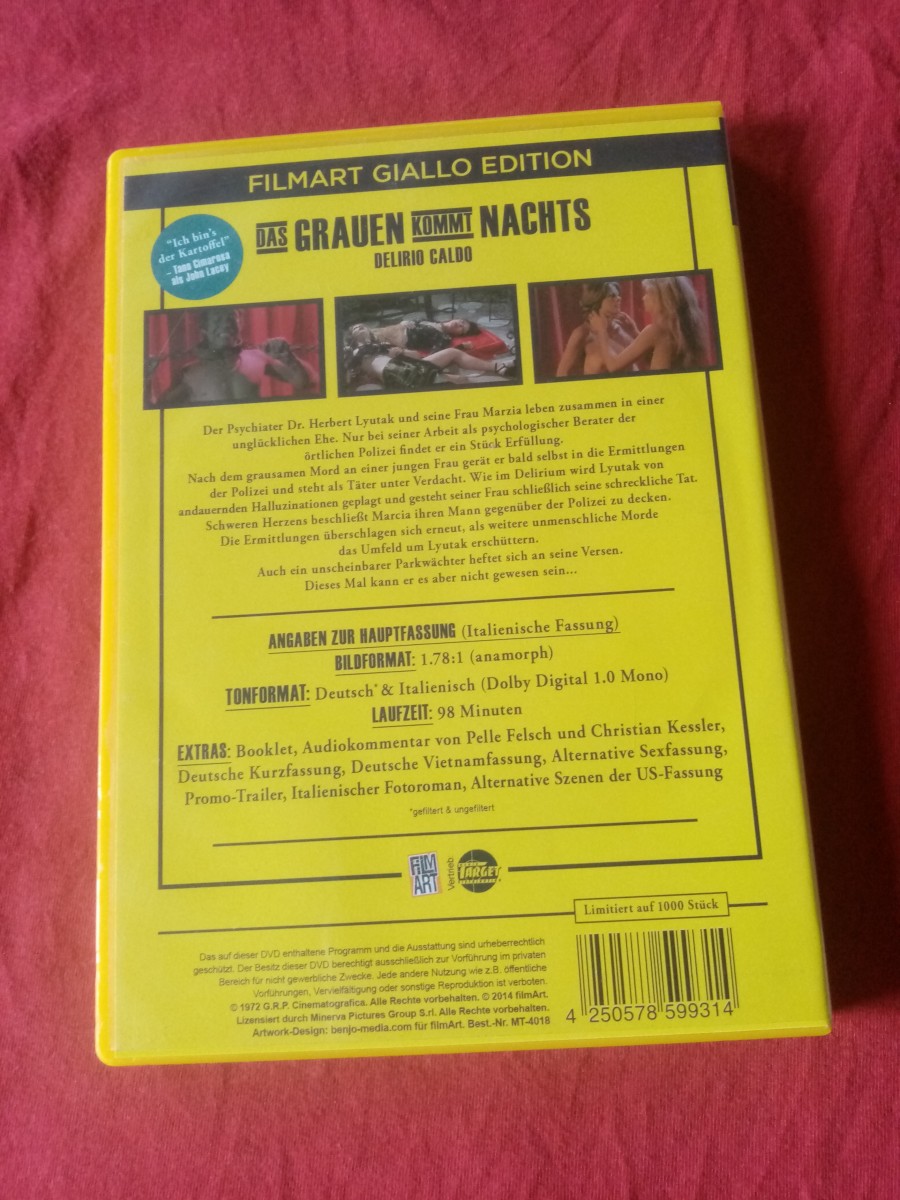 FILMART GIALLO EDITION
DAS GRAUEN KOMMT NACHTS
DELIRIO CALDO
"Ich bin's
der Kartoffel"
– Tano Cimarosa
als John Lacey
Der Psychiater Dr. Herbert Lyutak und seine Frau Marzia leben zusammen in einer
unglücklichen Ehe. Nur bei seiner Arbeit als psychologischer Berater der
örtlichen Polizei findet er ein Stück Erfüllung.
Nach dem grausamen Mord an einer jungen Frau gerät er bald selbst in die Ermittlungen
der Polizei und steht als Täter unter Verdacht. Wie im Delirium wird Lyutak von
andauernden Halluzinationen geplagt und gesteht seiner Frau schließlich seine schreckliche Tat.
Schweren Herzens beschließt Marcia ihren Mann gegenüber der Polizei zu decken.
Die Ermittlungen überschlagen sich erneut, als weitere unmenschliche Morde
das Umfeld um Lyutak erschüttern.
Auch ein unscheinbarer Parkwächter heftet sich an seine Versen.
Dieses Mal kann er es aber nicht gewesen sein...
ANGABEN ZUR HAUPTFASSUNG (Italienische Fassung)
BILDFORMAT: 1.78:1 (anamorph)
TONFORMAT: Deutsch* & Italienisch (Dolby Digital 1.0 Mono)
LAUFZEIT: 98 Minuten
EXTRAS: Booklet, Audiokommentar von Pelle Felsch und Christian Kessler,
Deutsche Kurzfassung, Deutsche Vietnamfassung, Alternative Sexfassung,
Promo-Trailer, Italienischer Fotoroman, Alternative Szenen der US-Fassung
*gefiltert & ungefiltert
FILM
ART
Vertrieb:
TARGET
Limitiert auf 1000 Stück
Das auf dieser DVD enthaltene Programm und die Ausstattung sind urheberrechtlich
geschützt. Der Besitz dieser DVD berechtigt ausschließlich zur Vorführung im privaten
Bereich für nicht gewerbliche Zwecke. Jede andere Nutzung wie z.B. öffentliche
Vorführungen, Vervielfältigung oder sonstige Reproduktion ist verboten.
© 1972 G.R.P. Cinematografica. Alle Rechte vorbehalten. © 2014 filmArt.
Lizensiert durch Minerva Pictures Group S.r.l. Alle Rechte vorbehalten.
Artwork-Design: benjo-media.com für filmArt. Best.-Nr. MT-4018
4 250578 599314